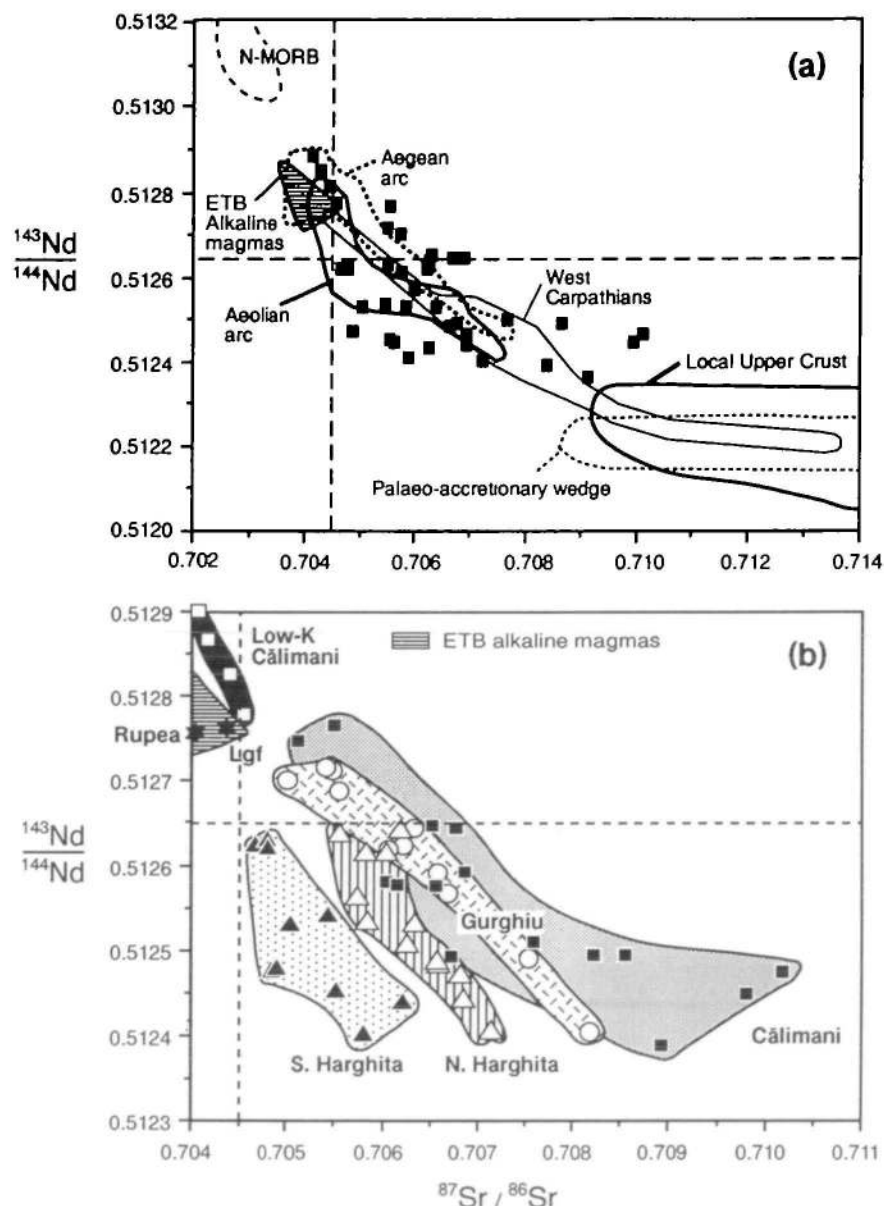 0.5132
0.5130
0.5128
0.5126
0.5124
0.5122
0.5120
143Nd
144Nd
(a)
N-MORB
Aegean
arc
ETB
Alkaline
magmas
Aeolian
arc
West
Carpathians
Local Upper Crust
Palaeo-accretionary wedge
0.702
0.704
0.706
0.708
0.710
0.712
0.714
0.5129
0.5128
0.5127
0.5126
0.5125
0.5124
0.5123
143Nd
144Nd
(b)
Low-K
Călimani
ETB alkaline magmas
Rupea
Lgf
Gurghiu
S. Harghita
N. Harghita
Călimani
0.704
0.705
0.706
0.707
0.708
0.709
0.710
0.711
87Sr / 86Sr